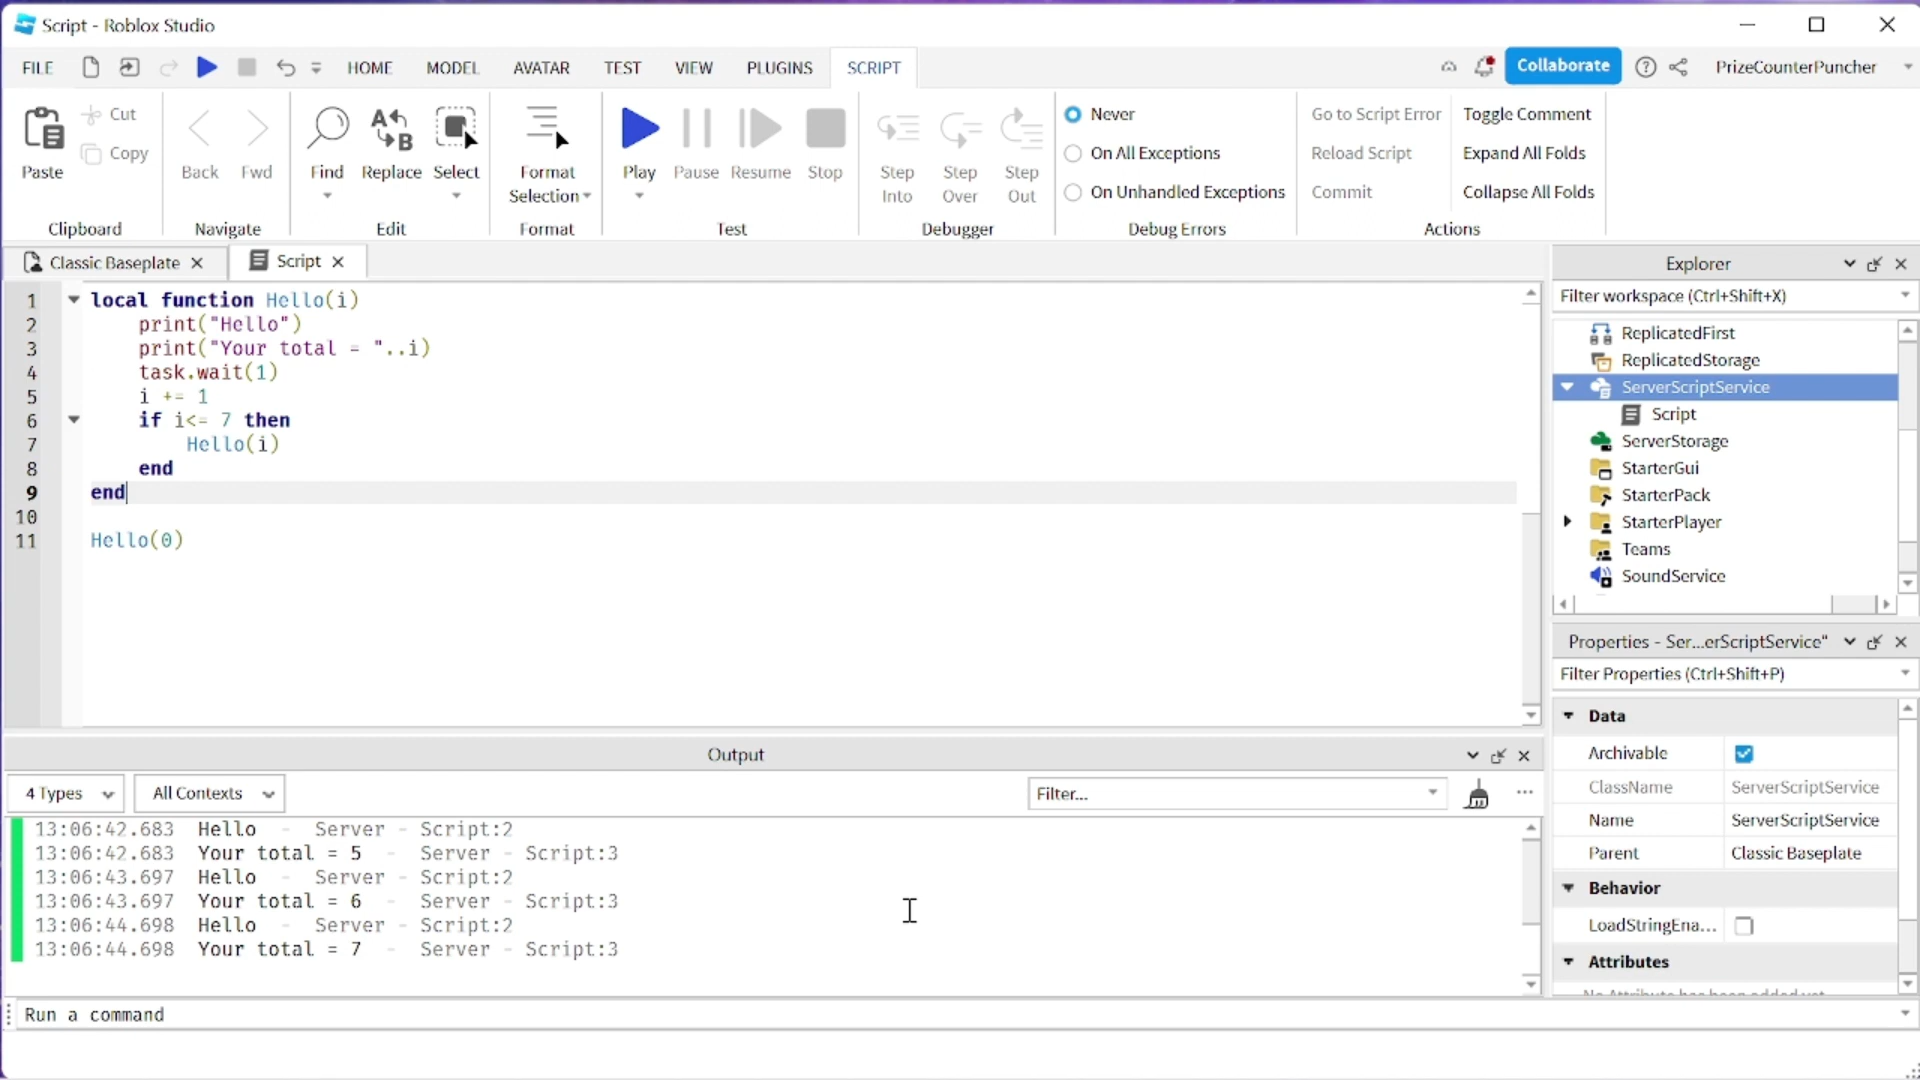 Script - Roblox Studio
FILE HOME MODEL AVATAR TEST VIEW PLUGINS SCRIPT Collaborate PrizeCounterPuncher
Paste
Cut
Copy
Clipboard
Back Fwd
Navigate
Find Replace Select
Edit
Format
Selection
Format
Play Pause Resume Stop
Test
Step Into
Step Over
Step Out
Debugger
Never
On All Exceptions
On Unhandled Exceptions
Debug Errors
Go to Script Error
Reload Script
Commit
Toggle Comment
Expand All Folds
Collapse All Folds
Actions
Classic Baseplate
Script
1 local function Hello(i)
2 print("Hello")
3 print("Your total = "..i)
4 task.wait(1)
5 i += 1
6 if i<= 7 then
7 Hello(i)
8 end
9 end
10
11 Hello(0)
Output
4 Types All Contexts Filter...
13:06:42.683 Hello - Server - Script:2
13:06:42.683 Your total = 5 - Server - Script:3
13:06:43.697 Hello - Server - Script:2
13:06:43.697 Your total = 6 - Server - Script:3
13:06:44.698 Hello - Server - Script:2
13:06:44.698 Your total = 7 - Server - Script:3
Run a command
Explorer
Filter workspace (Ctrl+Shift+X)
ReplicatedFirst
ReplicatedStorage
ServerScriptService
Script
ServerStorage
StarterGui
StarterPack
StarterPlayer
Teams
SoundService
Properties - Ser...erScriptService"
Filter Properties (Ctrl+Shift+P)
Data
Archivable
ClassName ServerScriptService
Name ServerScriptService
Parent Classic Baseplate
Behavior
LoadStringEna...
Attributes